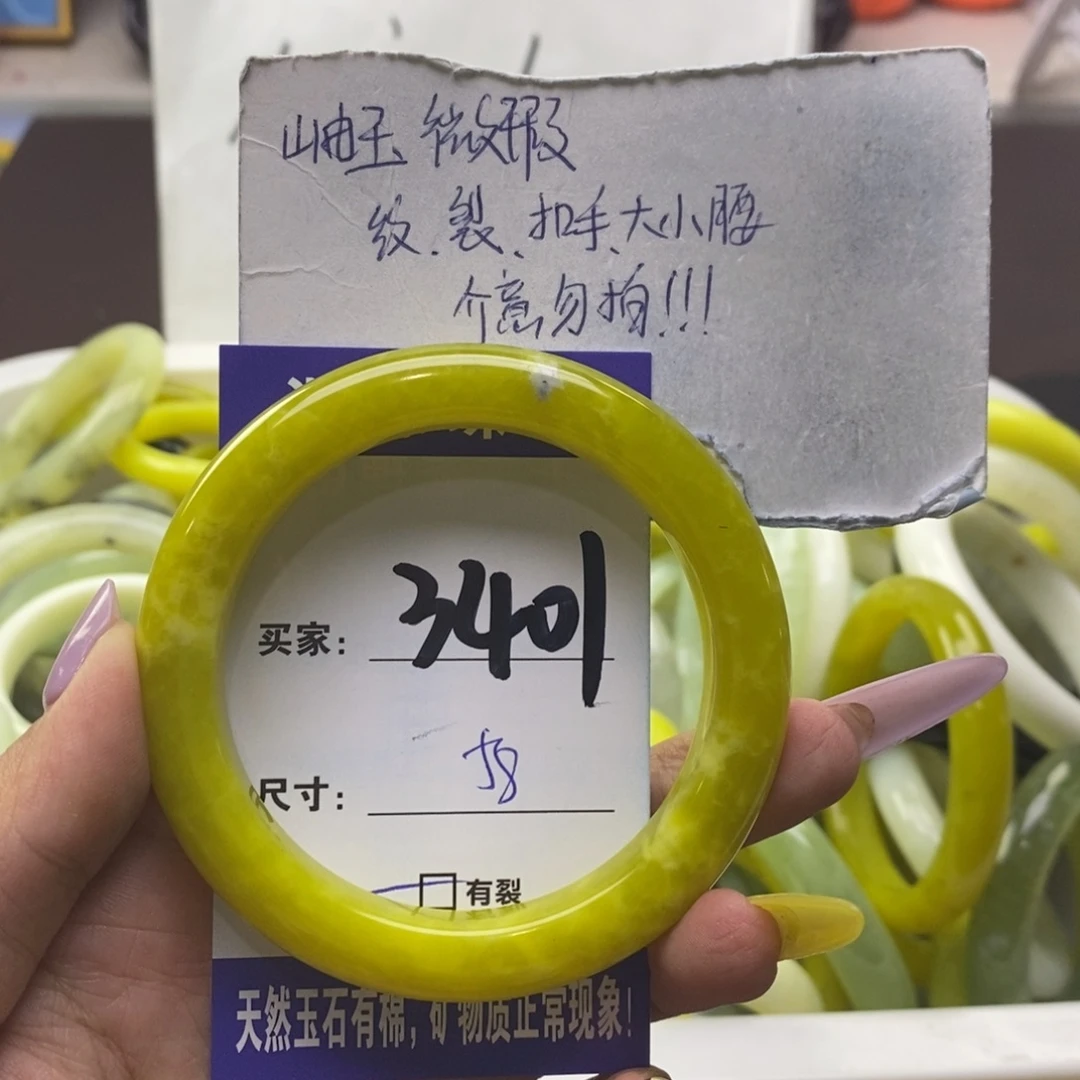 岫玉 微瑕
纹、裂、扣手、大小腰
介意勿拍!!!
买家: 3401
尺寸: 58
有裂
天然玉石有棉,矿物质正常现象!